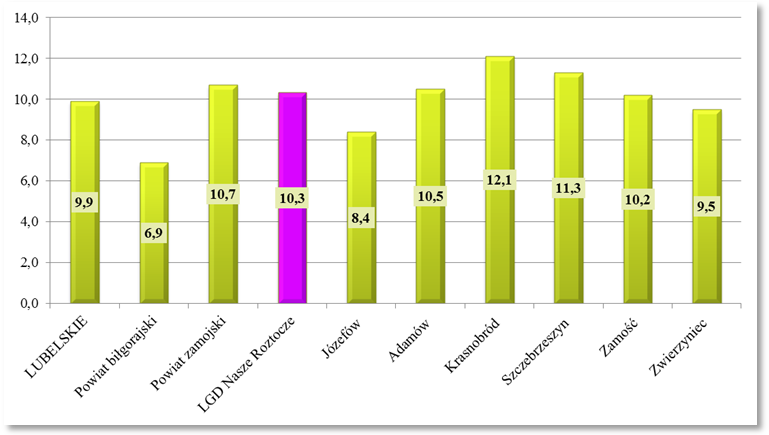 14,0
12,0
10,0
8,0
6,0
4,0
2,0
0,0
9,9
6,9
10,7
10,3
8,4
10,5
12,1
11,3
10,2
9,5
LUBELSKIE
Powiat bilgorajski
Powiat zamojski
LGD Nasze Roztocze
Józefów
Adamów
Krasnobród
Szczebrzeszyn
Zamość
Zwierzyniec